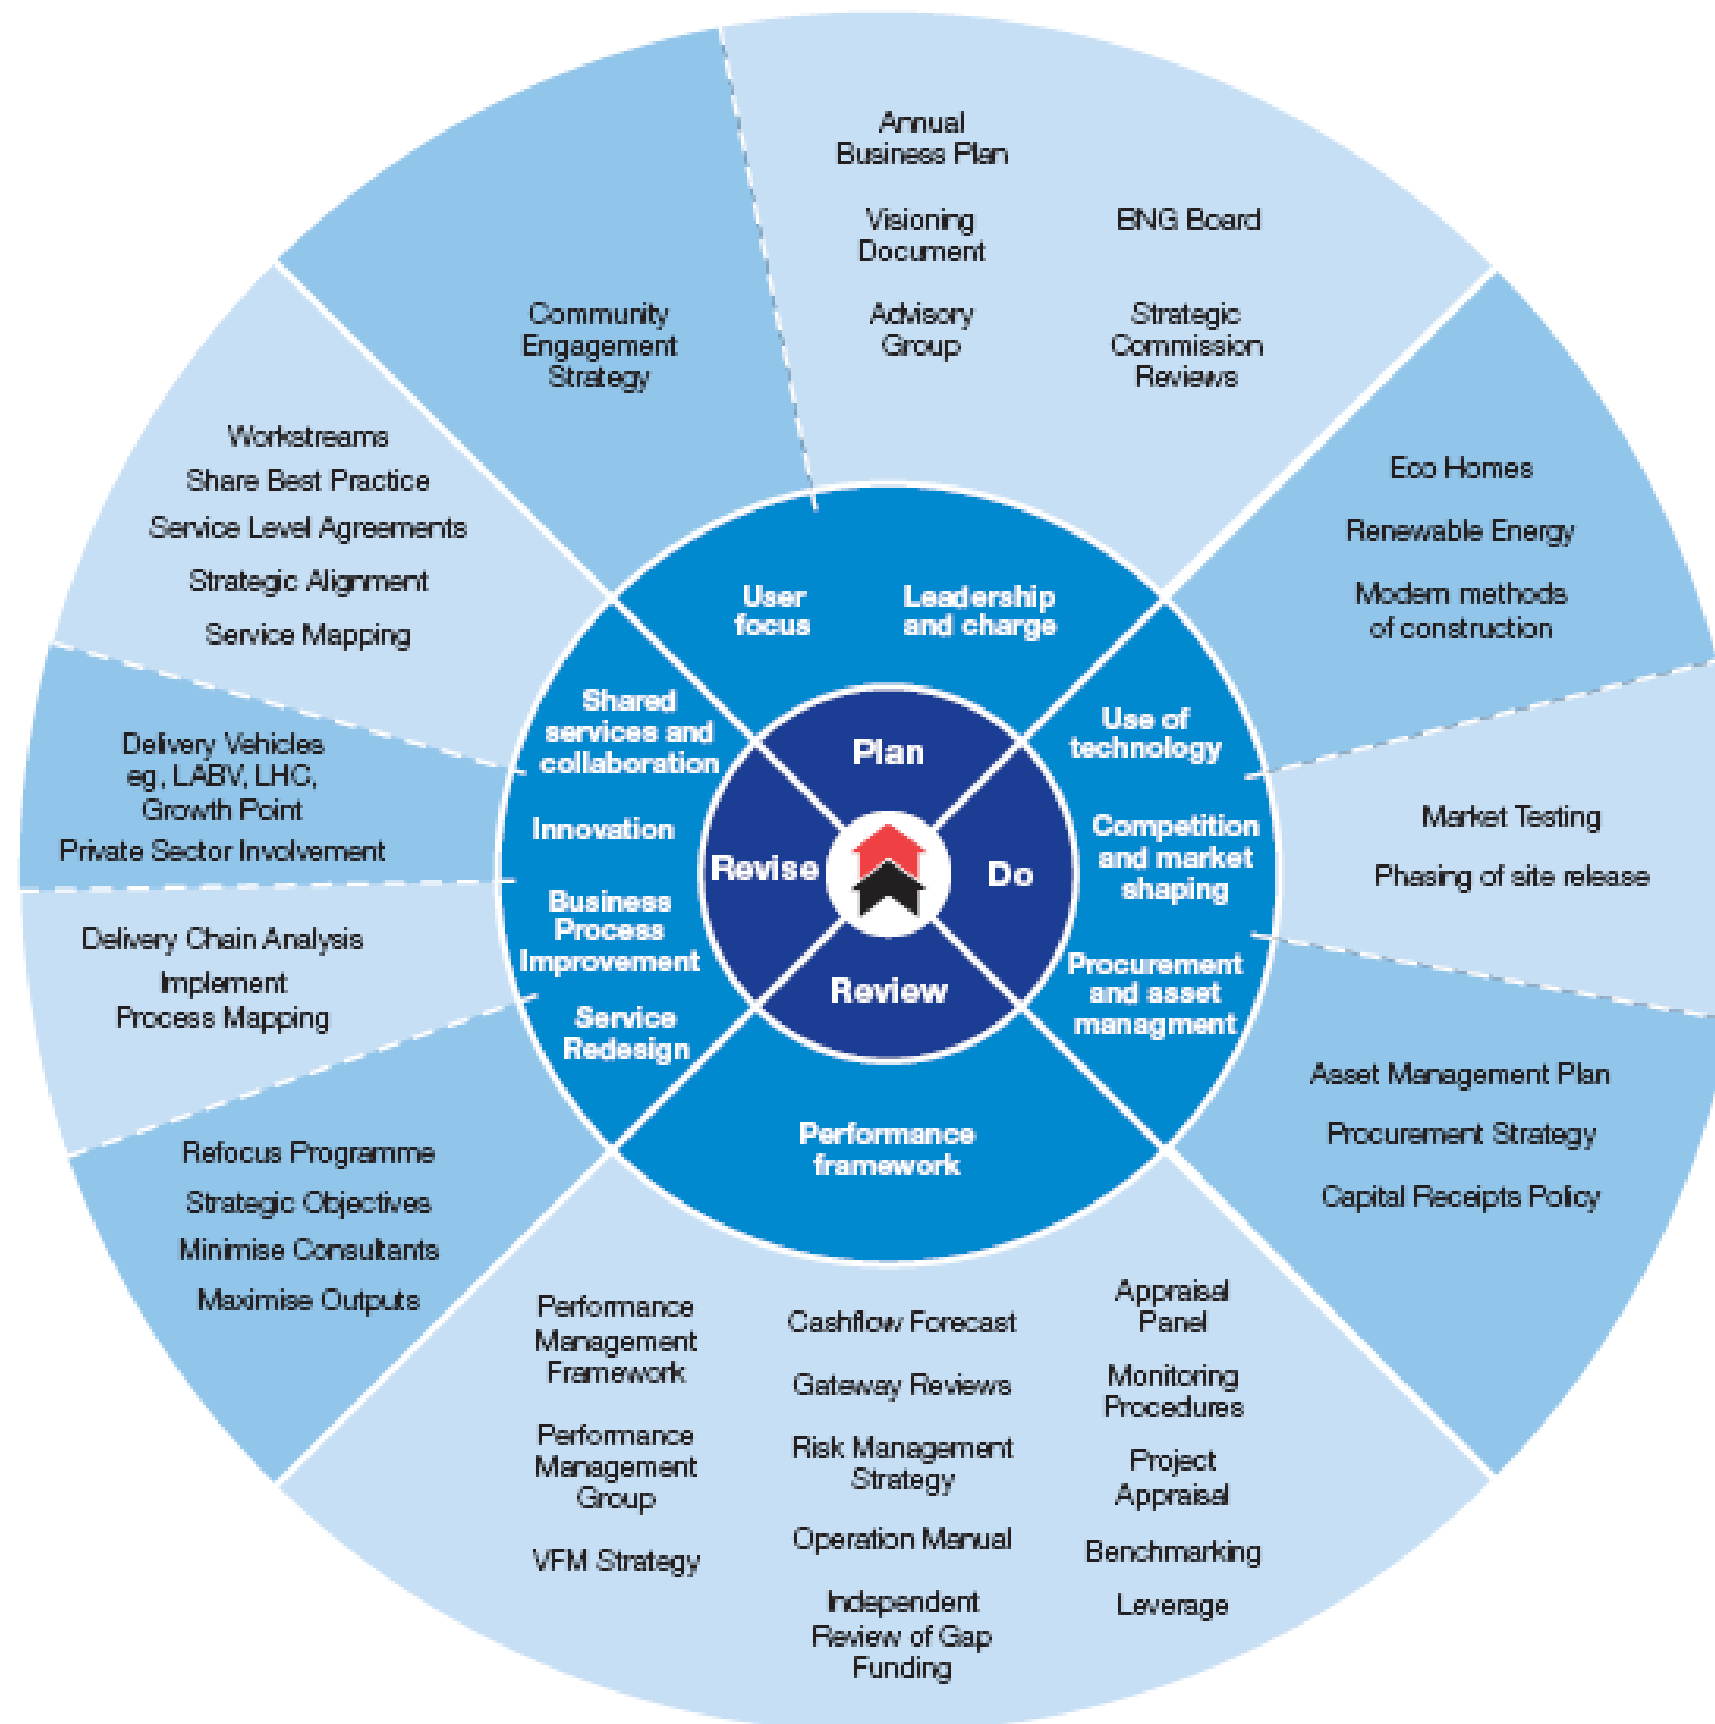 Annual
Business Plan
Visioning
Document
Advisory
Group
BNG Board
Strategic
Commission
Reviews
Community
Engagement
Strategy
Eco Homes
Renewable Energy
Modern methods
of construction
Market Testing
Phasing of site release
Asset Management Plan
Procurement Strategy
Capital Receipts Policy
Workstreams
Share Best Practice
Service Level Agreements
Strategic Alignment
Service Mapping
Delivery Vehicles
eg, LABV, LHC,
Growth Point
Private Sector Involvement
Delivery Chain Analysis
Implement
Process Mapping
Refocus Programme
Strategic Objectives
Minimise Consultants
Maximise Outputs
User
focus
Leadership
and charge
Shared
services and
collaboration
Innovation
Business
Process
Improvement
Service
Redesign
Use of
technology
Competition
and market
shaping
Procurement
and asset
managment
Plan
Revise
Do
Review
Performance
framework
Performance
Management
Framework
Performance
Management
Group
VFM Strategy
Cashflow Forecast
Gateway Reviews
Risk Management
Strategy
Operation Manual
Independent
Review of Gap
Funding
Appraisal
Panel
Monitoring
Procedures
Project
Appraisal
Benchmarking
Leverage